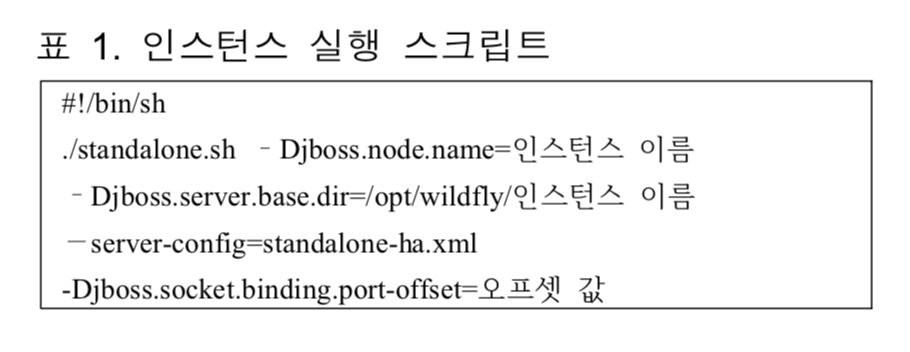 표 1. 인스턴스 실행 스크립트
#!/bin/sh
./standalone.sh –Djboss.node.name=인스턴스 이름
–Djboss.server.base.dir=/opt/wildfly/인스턴스 이름
―server-config=standalone-ha.xml
-Djboss.socket.binding.port-offset=오프셋 값